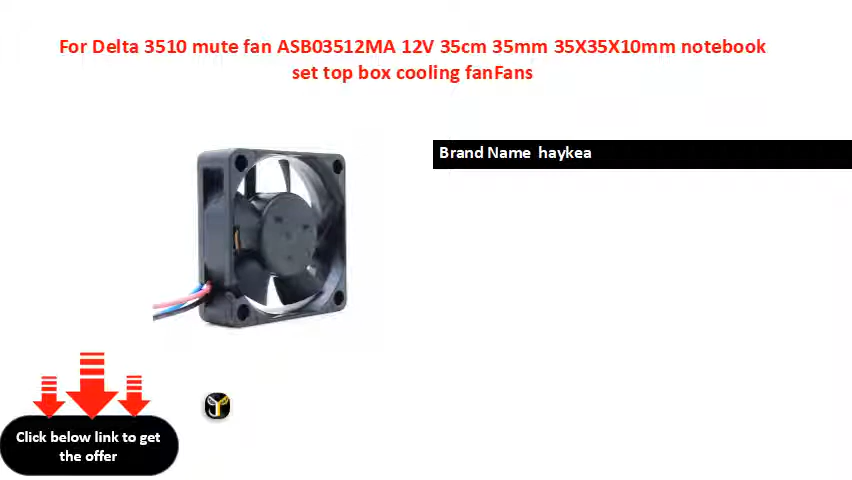 For Delta 3510 mute fan ASB03512MA 12V 35cm 35mm 35X35X10mm notebook
set top box cooling fanFans
Brand Name haykea
Click below link to get
the offer